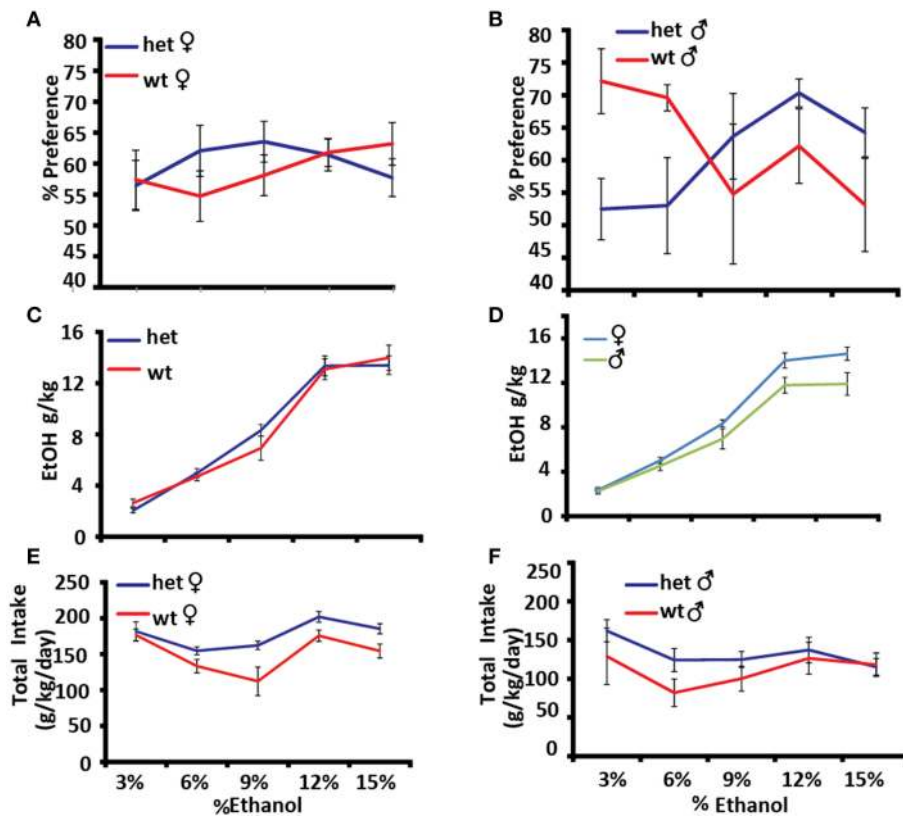 A
het ♀
wt ♀
80
75
70
65
60
55
50
45
40
% Preference
B
het ♂
wt ♂
80
70
65
60
55
50
45
40
% Preference
C
het
wt
16
12
8
4
0
EtOH g/kg
D
♀
♂
16
12
8
4
0
EtOH g/kg
E
het ♀
wt ♀
250
200
150
100
50
0
Total Intake
(g/kg/day)
3% 6% 9% 12% 15%
%Ethanol
F
het ♂
wt ♂
250
200
150
100
50
0
Total Intake
(g/kg/day)
3% 6% 9% 12% 15%
% Ethanol